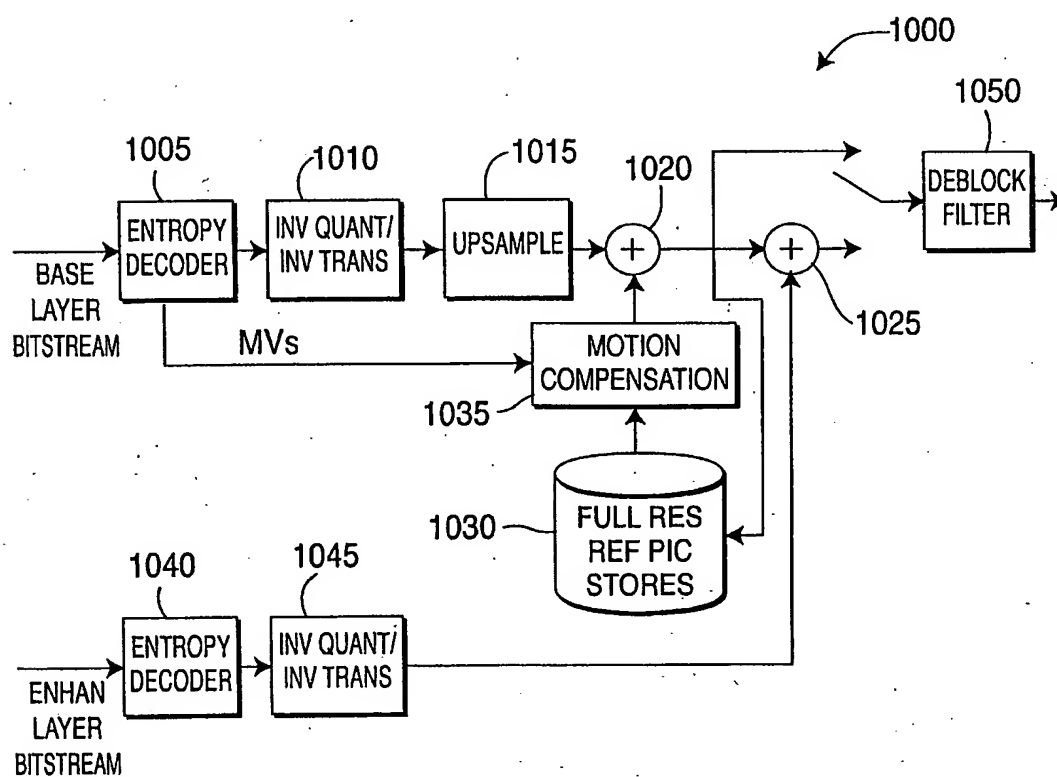 1000
1050
1005
1010
1015
1020
DEBLOCK
FILTER
ENTROPY
DECODER
INV QUANT/
INV TRANS
UPSAMPLE
+
+
BASE
LAYER
BITSTREAM
1025
MVs
MOTION
COMPENSATION
1035
1030
FULL RES
REF PIC
STORES
1040
1045
ENTROPY
DECODER
INV QUANT/
INV TRANS
ENHAN
LAYER
BITSTREAM